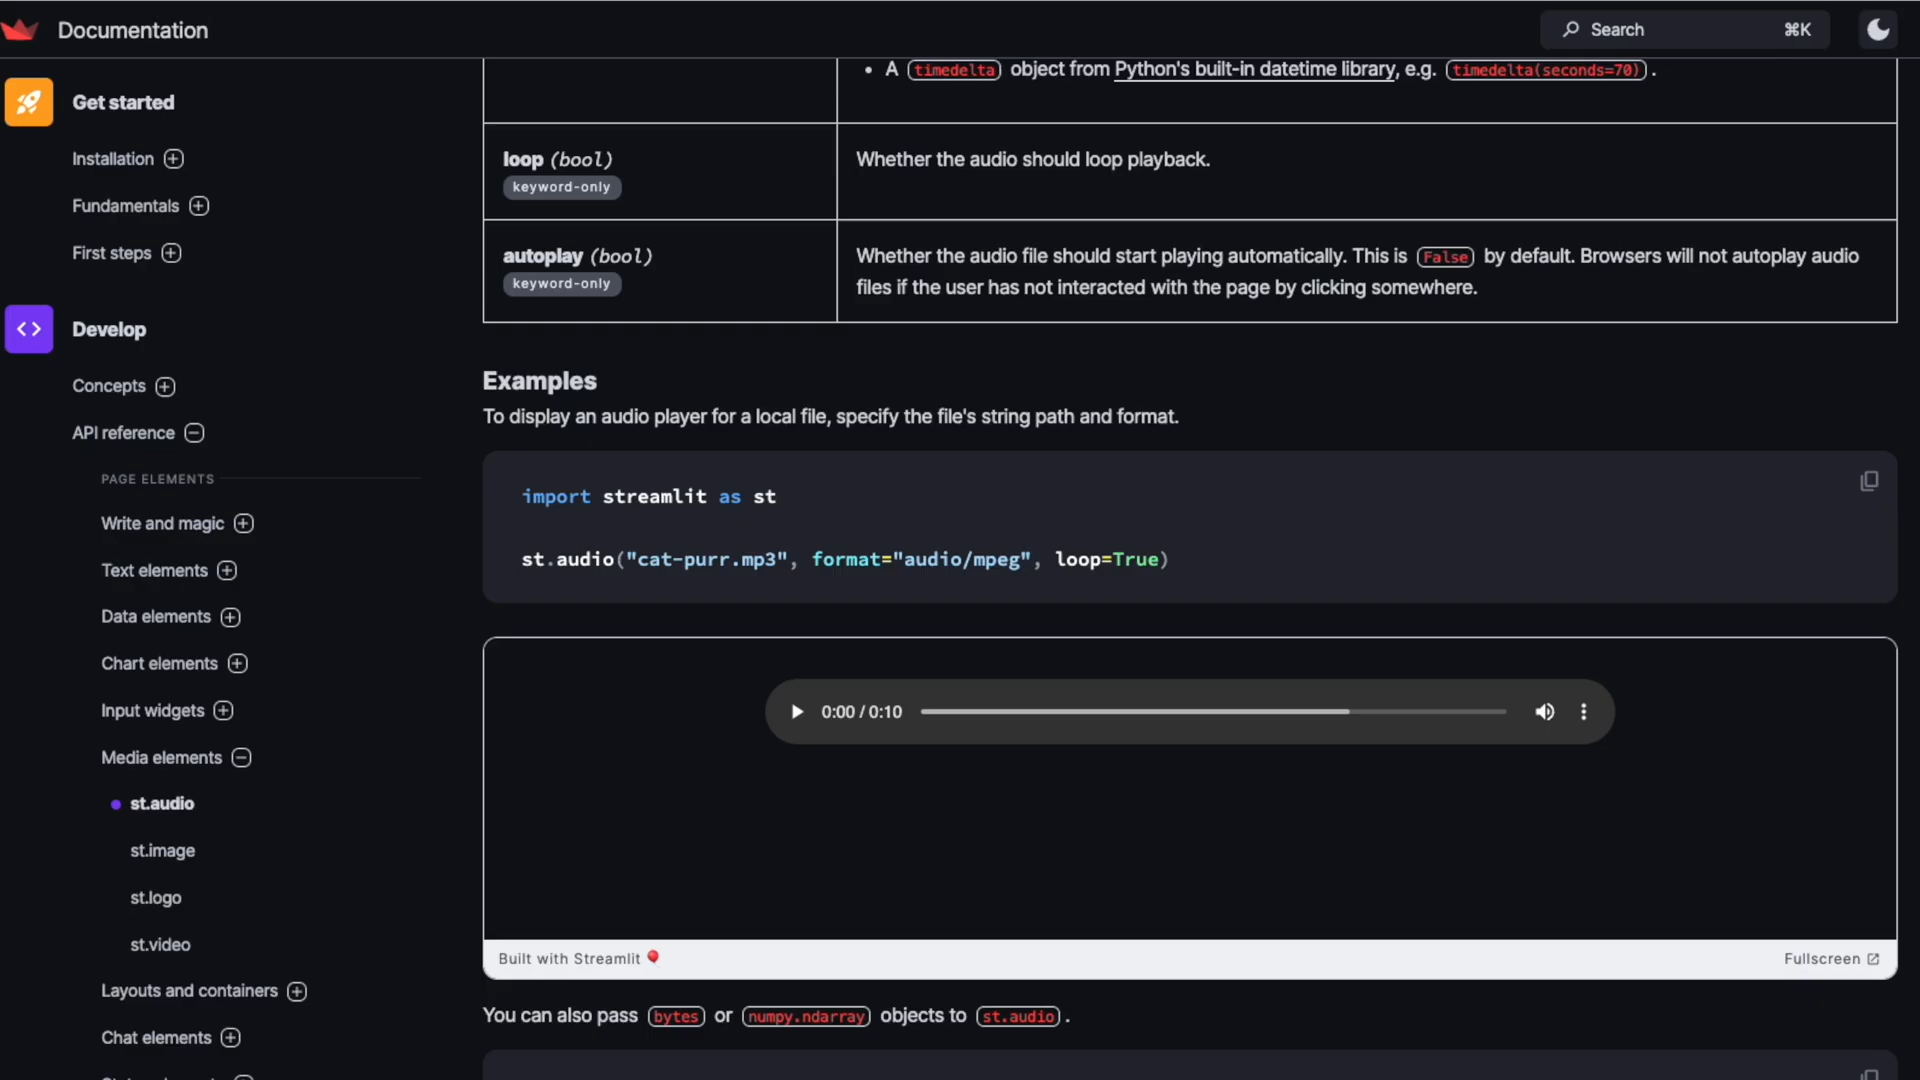 Documentation
Search ⌘K
Get started
Installation
Fundamentals
First steps
Develop
Concepts
API reference
PAGE ELEMENTS
Write and magic
Text elements
Data elements
Chart elements
Input widgets
Media elements
st.audio
st.image
st.logo
st.video
Layouts and containers
Chat elements
• A timedelta object from Python's built-in datetime library, e.g. timedelta(seconds=70) .
loop (bool)
keyword-only
Whether the audio should loop playback.
autoplay (bool)
keyword-only
Whether the audio file should start playing automatically. This is False by default. Browsers will not autoplay audio
files if the user has not interacted with the page by clicking somewhere.
Examples
To display an audio player for a local file, specify the file's string path and format.
import streamlit as st
st.audio("cat-purr.mp3", format="audio/mpeg", loop=True)
0:00 / 0:10
Built with Streamlit 🎈
Fullscreen
You can also pass bytes or numpy.ndarray objects to st.audio .